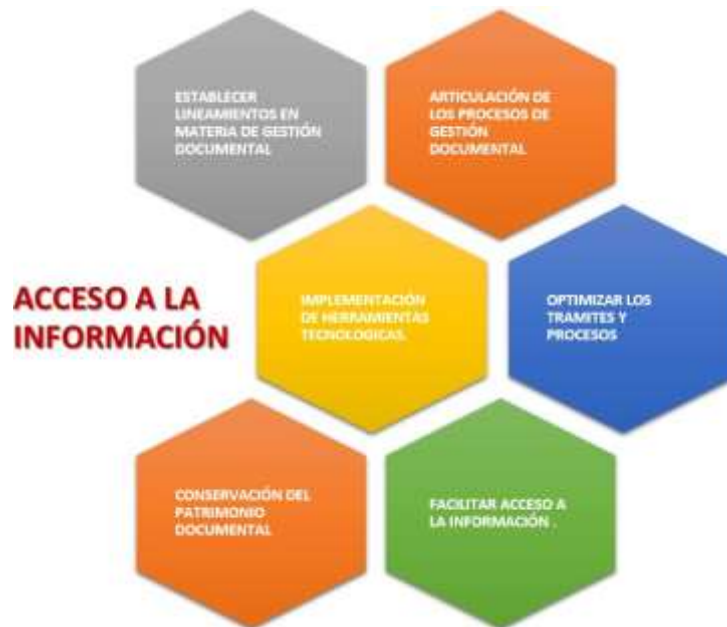 ESTABLECER
LINEAMIENTOS EN
MATERIA DE GESTIÓN
DOCUMENTAL
ARTICULACIÓN DE
LOS PROCESOS DE
GESTIÓN
DOCUMENTAL
ACCESO A LA
INFORMACIÓN
IMPLEMENTACIÓN
DE HERRAMIENTAS
TECNOLOGICAS.
OPTIMIZAR LOS
TRAMITES Y
PROCESOS
CONSERVACIÓN DEL
PATRIMONIO
DOCUMENTAL
FACILITAR ACCESO A
LA INFORMACIÓN .